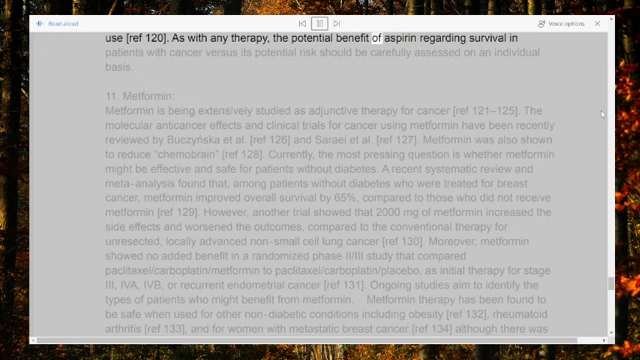 Read aloud
Voice options
use [ref 120]. As with any therapy, the potential benefit of aspirin regarding survival in
patients with cancer versus its potential risk should be carefully assessed on an individual
basis.
11. Metformin:
Metformin is being extensively studied as adjunctive therapy for cancer [ref 121–125]. The
molecular anticancer effects and clinical trials for cancer using metformin have been recently
reviewed by Buczyńska et al. [ref 126] and Saraei et al. [ref 127]. Metformin was also shown
to reduce "chemobrain" [ref 128]. Currently, the most pressing question is whether metformin
might be effective and safe for patients without diabetes. A recent systematic review and
meta-analysis found that, among patients without diabetes who were treated for breast
cancer, metformin improved overall survival by 65%, compared to those who did not receive
metformin [ref 129]. However, another trial showed that 2000 mg of metformin increased the
side effects and worsened the outcomes, compared to the conventional therapy for
unresected, locally advanced non-small cell lung cancer [ref 130]. Moreover, metformin
showed no added benefit in a randomized phase II/III study that compared
paclitaxel/carboplatin/metformin to paclitaxel/carboplatin/placebo, as initial therapy for stage
III, IVA, IVB, or recurrent endometrial cancer [ref 131]. Ongoing studies aim to identify the
types of patients who might benefit from metformin. Metformin therapy has been found to
be safe when used for other non-diabetic conditions including obesity [ref 132], rheumatoid
arthritis [ref 133], and for women with metastatic breast cancer [ref 134] although there was